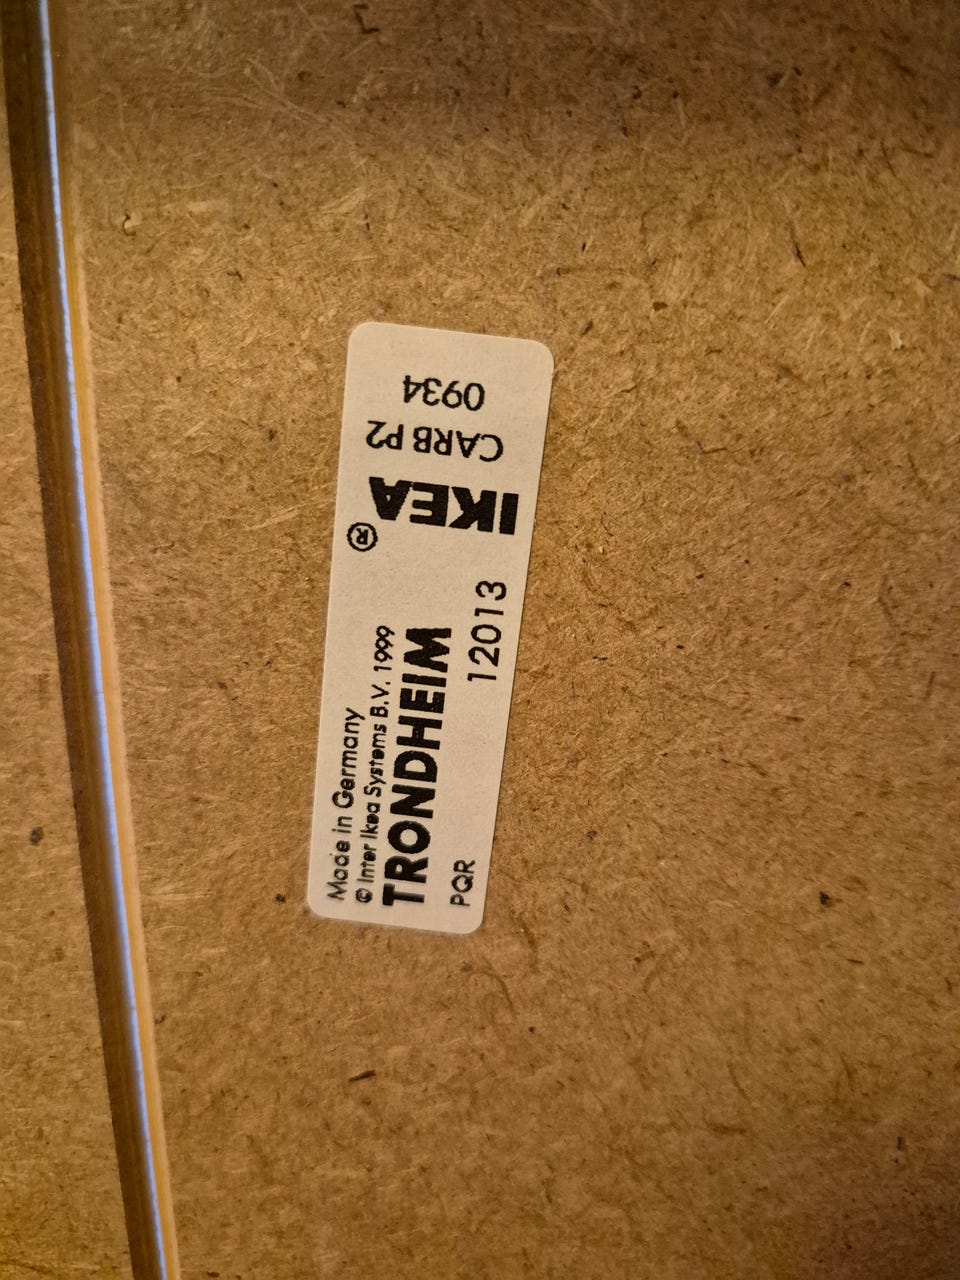 Made in Germany
© Inter Ikea Systems B.V. 1999
TRONDHEIM
PQR 12013
IKEA®
CARB P2
0934